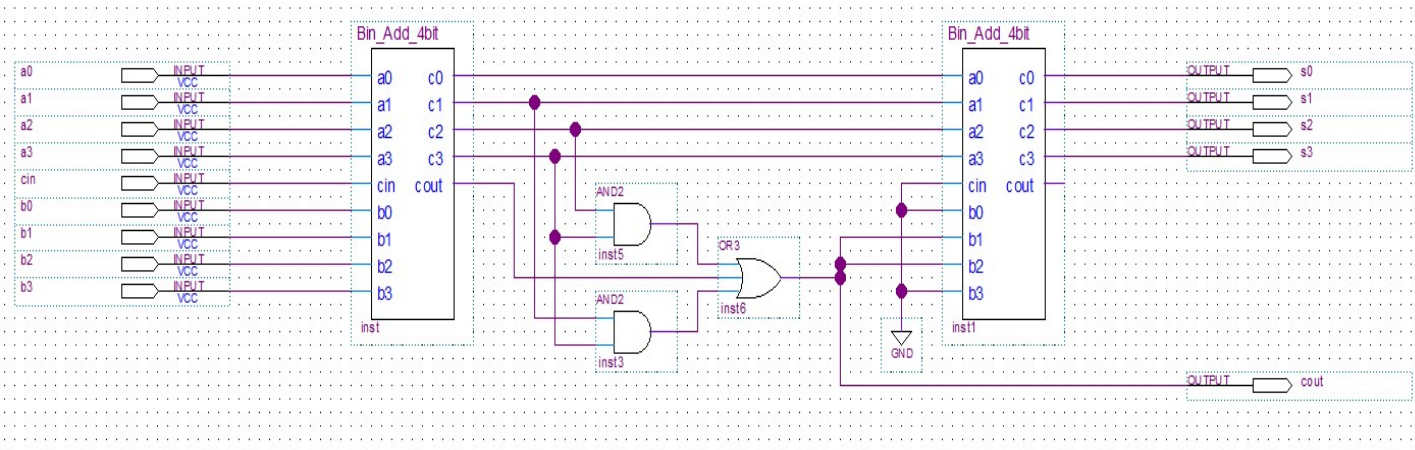 Bin_Add_4bit
Bin_Add_4bit
a0 INPUT VCC a0 c0 a0 c0 OUTPUT s0
a1 INPUT VCC a1 c1 a1 c1 OUTPUT s1
a2 INPUT VCC a2 c2 a2 c2 OUTPUT s2
a3 INPUT VCC a3 c3 a3 c3 OUTPUT s3
cin INPUT VCC cin cout cin cout
b0 INPUT VCC b0 b0
b1 INPUT VCC b1 b1
b2 INPUT VCC b2 b2
b3 INPUT VCC b3 b3
AND2
inst5
OR3
inst6
AND2
inst3
inst
inst1
GND
OUTPUT cout